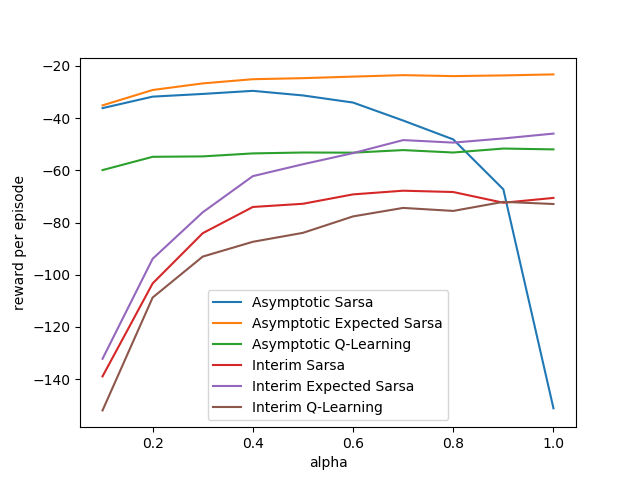 −20
−40
−60
−80
−100
−120
−140
reward per episode
0.2
0.4
0.6
0.8
1.0
alpha
Asymptotic Sarsa
Asymptotic Expected Sarsa
Asymptotic Q-Learning
Interim Sarsa
Interim Expected Sarsa
Interim Q-Learning